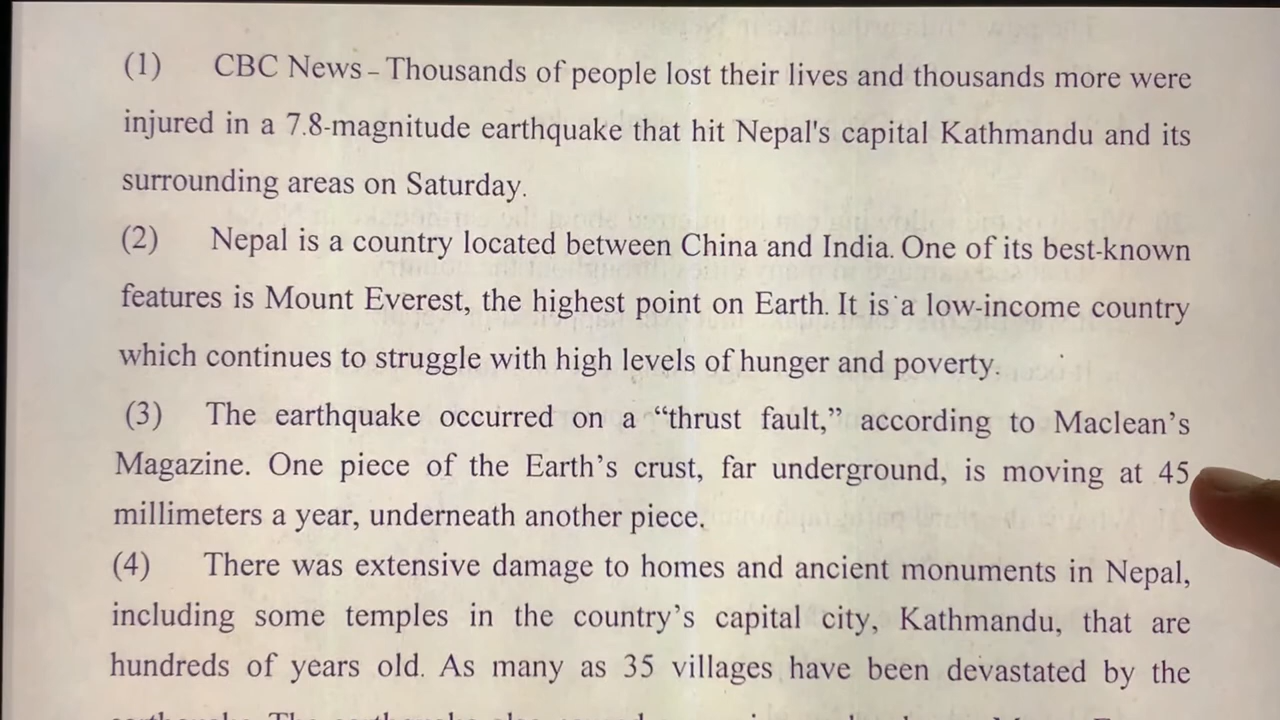 (1) CBC News – Thousands of people lost their lives and thousands more were
injured in a 7.8-magnitude earthquake that hit Nepal's capital Kathmandu and its
surrounding areas on Saturday.
(2) Nepal is a country located between China and India. One of its best-known
features is Mount Everest, the highest point on Earth. It is a low-income country
which continues to struggle with high levels of hunger and poverty.
(3) The earthquake occurred on a “thrust fault,” according to Maclean’s
Magazine. One piece of the Earth’s crust, far underground, is moving at 45
millimeters a year, underneath another piece.
(4) There was extensive damage to homes and ancient monuments in Nepal,
including some temples in the country’s capital city, Kathmandu, that are
hundreds of years old. As many as 35 villages have been devastated by the